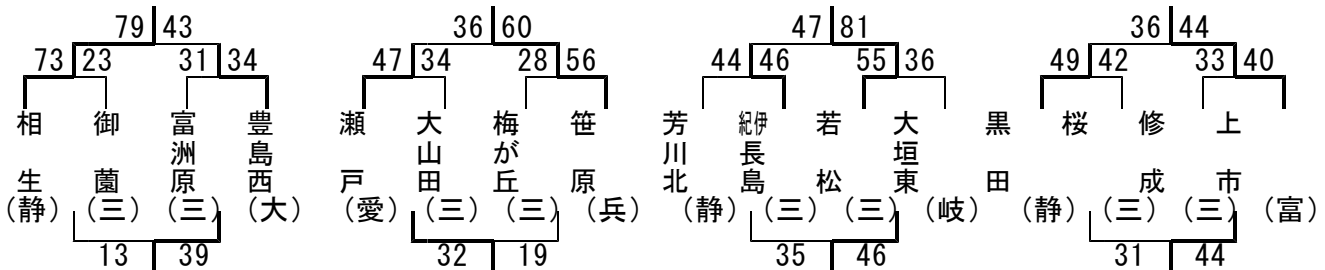 79 43 36 60 47 81 36 44
73 23 31 34 47 34 28 56 44 46 55 36 49 42 33 40
相生
御薗
富洲原
豊島西
瀬戸
大山田
梅が丘
笹原
芳川北
紀伊長島
若松
大垣東
黒田
桜
修成
上市
(静) (三) (三) (大) (愛) (三) (三) (兵) (静) (三) (三) (岐) (静) (三) (三) (富)
13 39 32 19 35 46 31 44